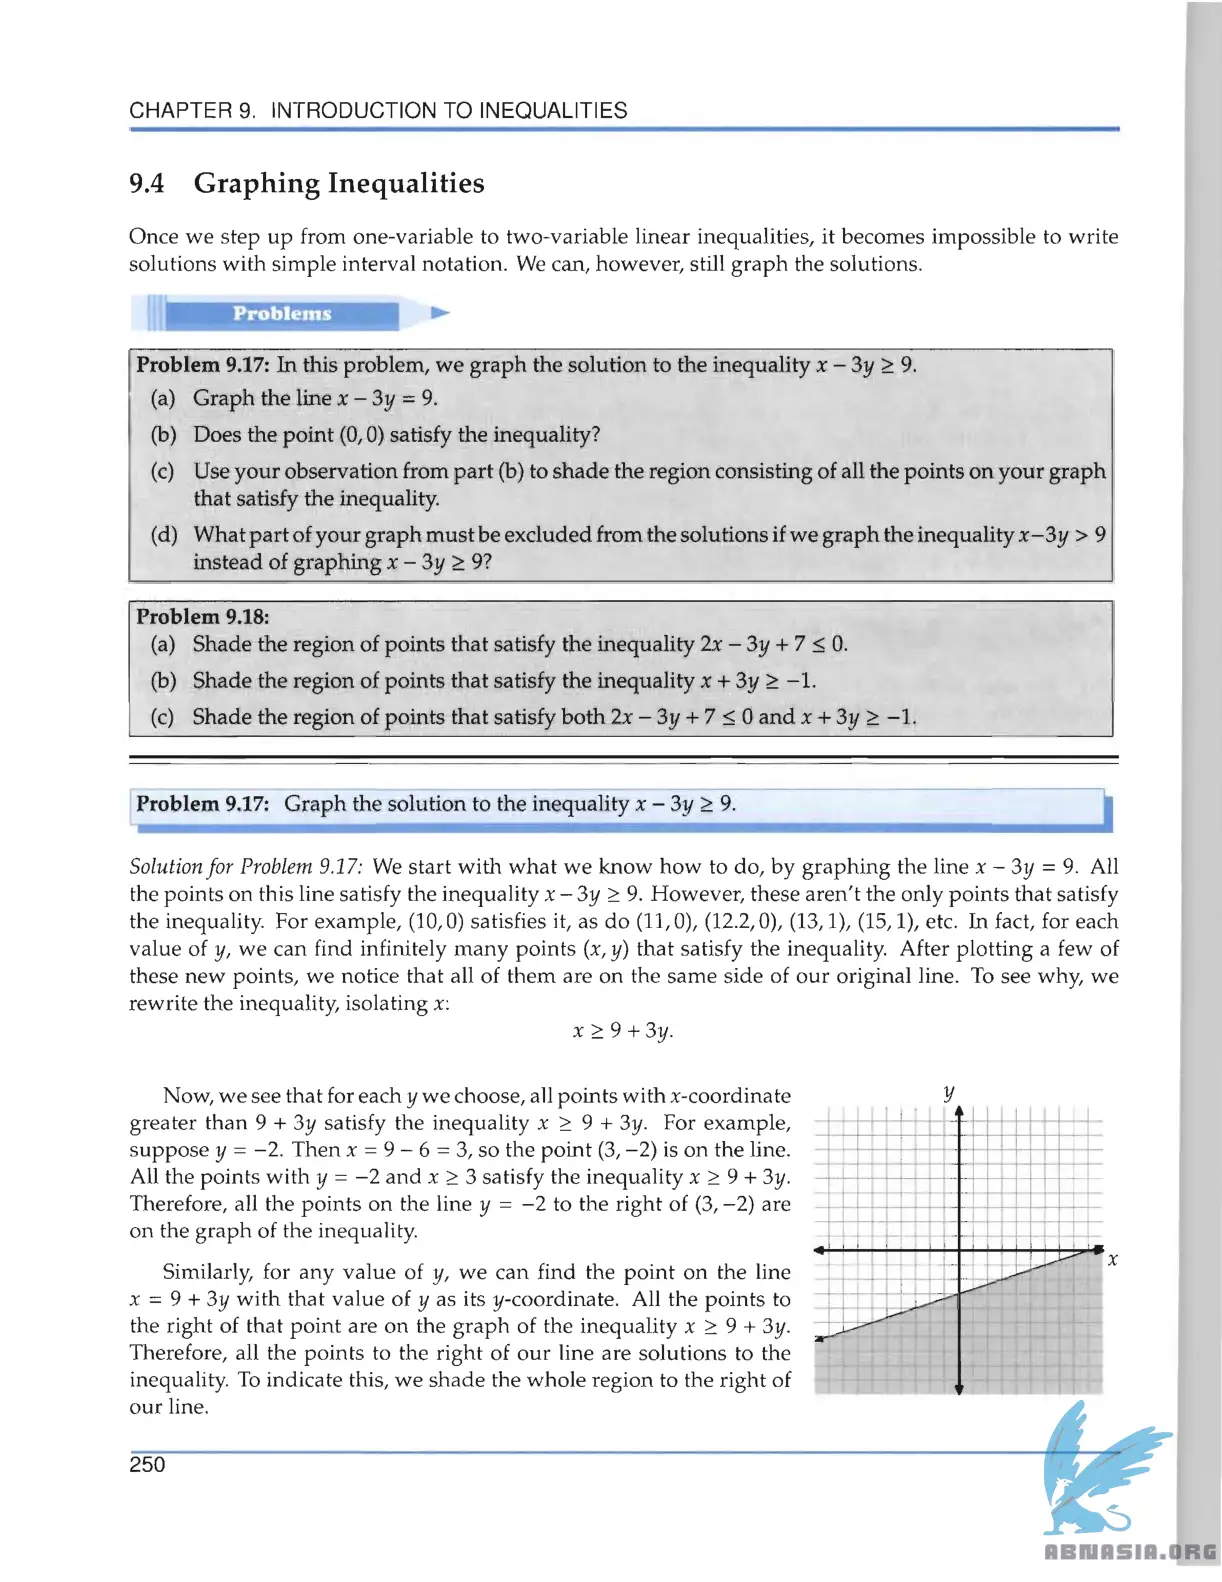 CHAPTER 9. INTRODUCTION TO INEQUALITIES
9.4 Graphing Inequalities
Once we step up from one-variable to two-variable linear inequalities, it becomes impossible to write
solutions with simple interval notation. We can, however, still graph the solutions.
Problems
Problem 9.17: In this problem, we graph the solution to the inequality x − 3y ≥ 9.
(a) Graph the line x − 3y = 9.
(b) Does the point (0, 0) satisfy the inequality?
(c) Use your observation from part (b) to shade the region consisting of all the points on your graph
that satisfy the inequality.
(d) What part of your graph must be excluded from the solutions if we graph the inequality x−3y > 9
instead of graphing x − 3y ≥ 9?
Problem 9.18:
(a) Shade the region of points that satisfy the inequality 2x − 3y + 7 ≤ 0.
(b) Shade the region of points that satisfy the inequality x + 3y ≥ −1.
(c) Shade the region of points that satisfy both 2x − 3y + 7 ≤ 0 and x + 3y ≥ −1.
Problem 9.17: Graph the solution to the inequality x − 3y ≥ 9.
Solution for Problem 9.17: We start with what we know how to do, by graphing the line x − 3y = 9. All
the points on this line satisfy the inequality x − 3y ≥ 9. However, these aren't the only points that satisfy
the inequality. For example, (10, 0) satisfies it, as do (11, 0), (12.2, 0), (13, 1), (15, 1), etc. In fact, for each
value of y, we can find infinitely many points (x, y) that satisfy the inequality. After plotting a few of
these new points, we notice that all of them are on the same side of our original line. To see why, we
rewrite the inequality, isolating x:
x ≥ 9 + 3y.
Now, we see that for each y we choose, all points with x-coordinate
greater than 9 + 3y satisfy the inequality x ≥ 9 + 3y. For example,
suppose y = −2. Then x = 9 − 6 = 3, so the point (3, −2) is on the line.
All the points with y = −2 and x ≥ 3 satisfy the inequality x ≥ 9 + 3y.
Therefore, all the points on the line y = −2 to the right of (3, −2) are
on the graph of the inequality.
Similarly, for any value of y, we can find the point on the line
x = 9 + 3y with that value of y as its y-coordinate. All the points to
the right of that point are on the graph of the inequality x ≥ 9 + 3y.
Therefore, all the points to the right of our line are solutions to the
inequality. To indicate this, we shade the whole region to the right of
our line.
y
x
250
ABNASIA.ORG